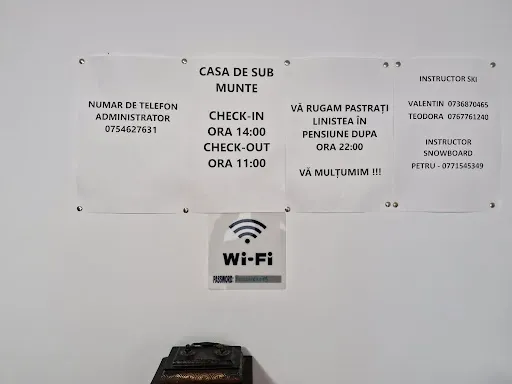 NUMAR DE TELEFON
ADMINISTRATOR
0754627631
CASA DE SUB
MUNTE
CHECK-IN
ORA 14:00
CHECK-OUT
ORA 11:00
VĂ RUGAM PASTRAȚI
LINISTEA ÎN
PENSIUNE DUPA
ORA 22:00
VĂ MULȚUMIM !!!
INSTRUCTOR SKI
VALENTIN 0736870465
TEODORA 0767761240
INSTRUCTOR
SNOWBOARD
PETRU - 0771545349
Wi-Fi
PASSWORD: